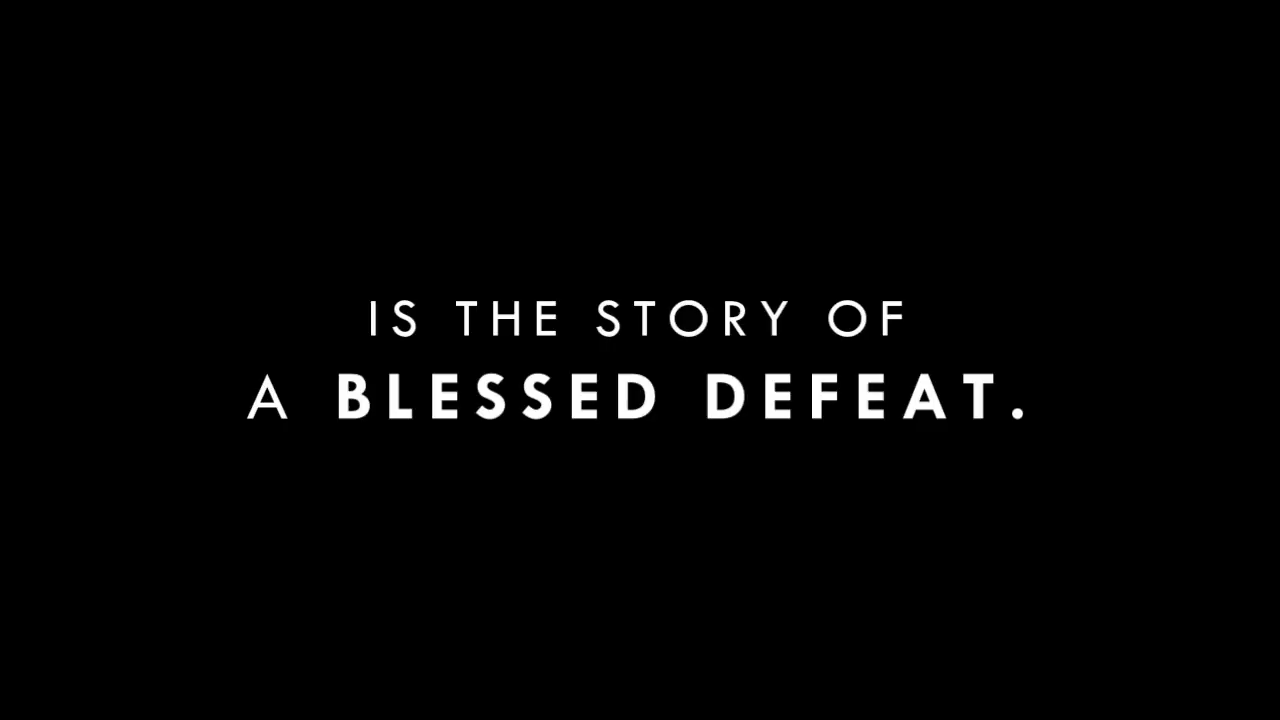 IS THE STORY OF
A BLESSED DEFEAT.